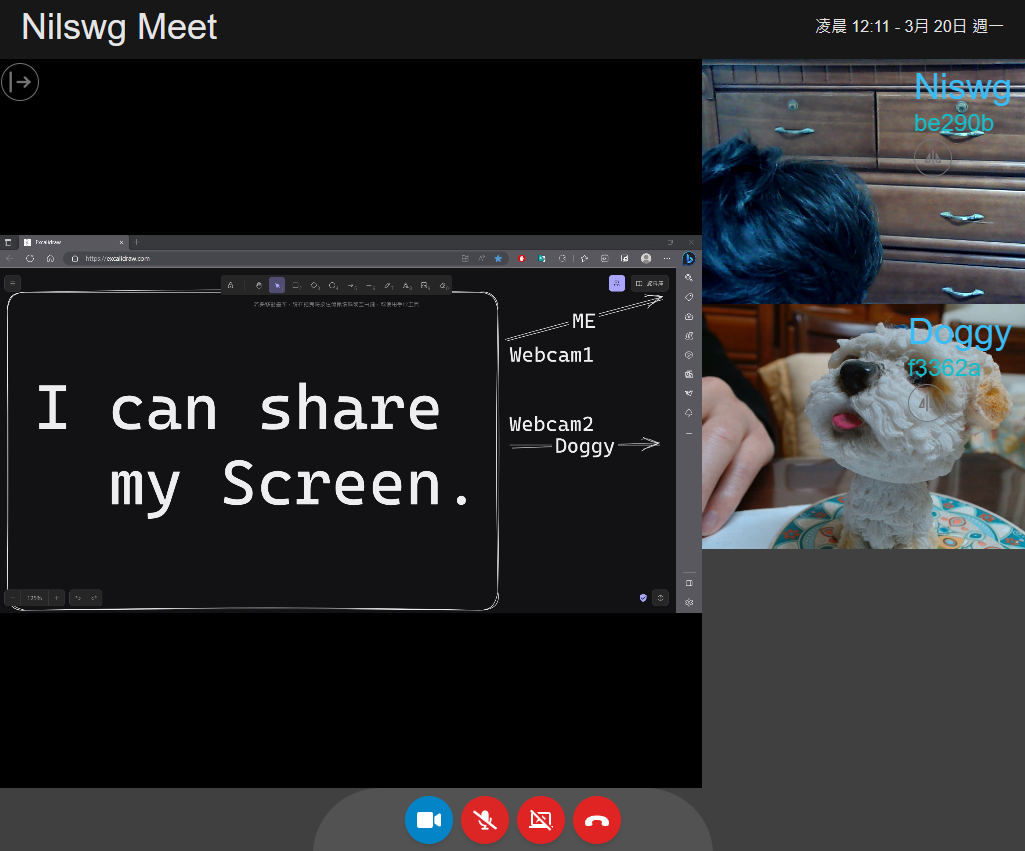 Nilswg Meet
凌晨 12:11 - 3月 20日 週一
Niswg
be290b
Excalidraw
https://excalidraw.com
ME
Webcam1
I can share
my Screen.
Webcam2
Doggy
125%
Doggy
f3362a